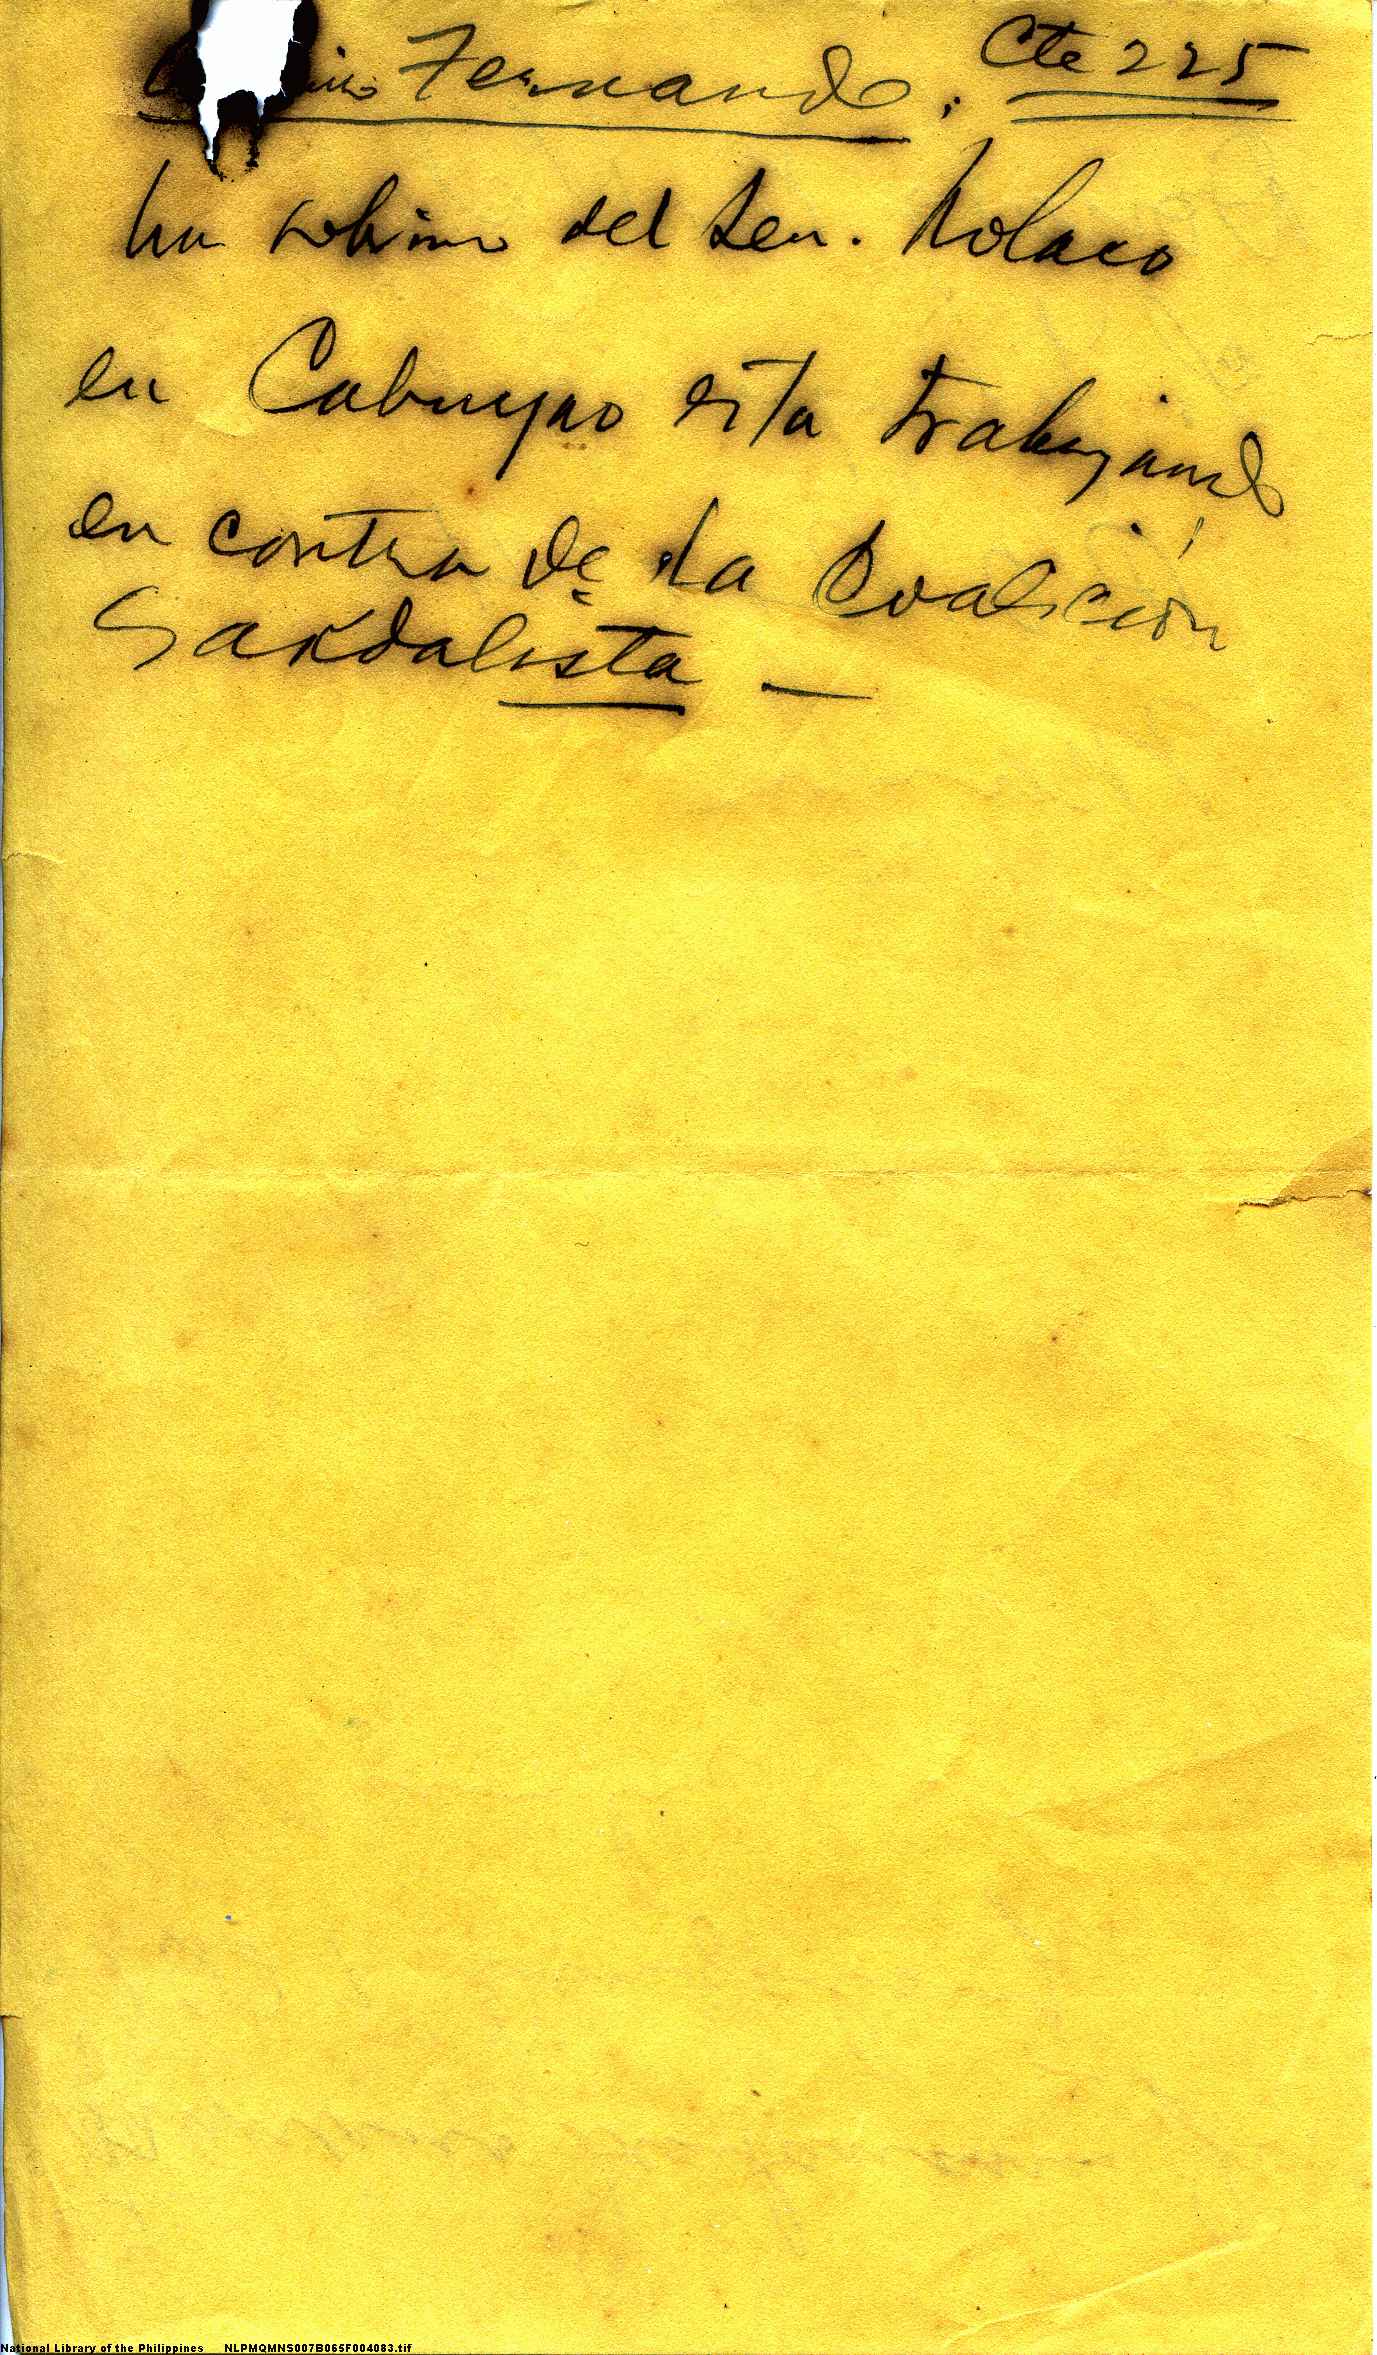 Fernando, Cte 225
Un sobrino del Sen. Nolasco
en Cabuyao esta trabajando
en contra de la Coalición
Sakdalista —
National Library of the Philippines NLPMQMNS007B065F004083.tif